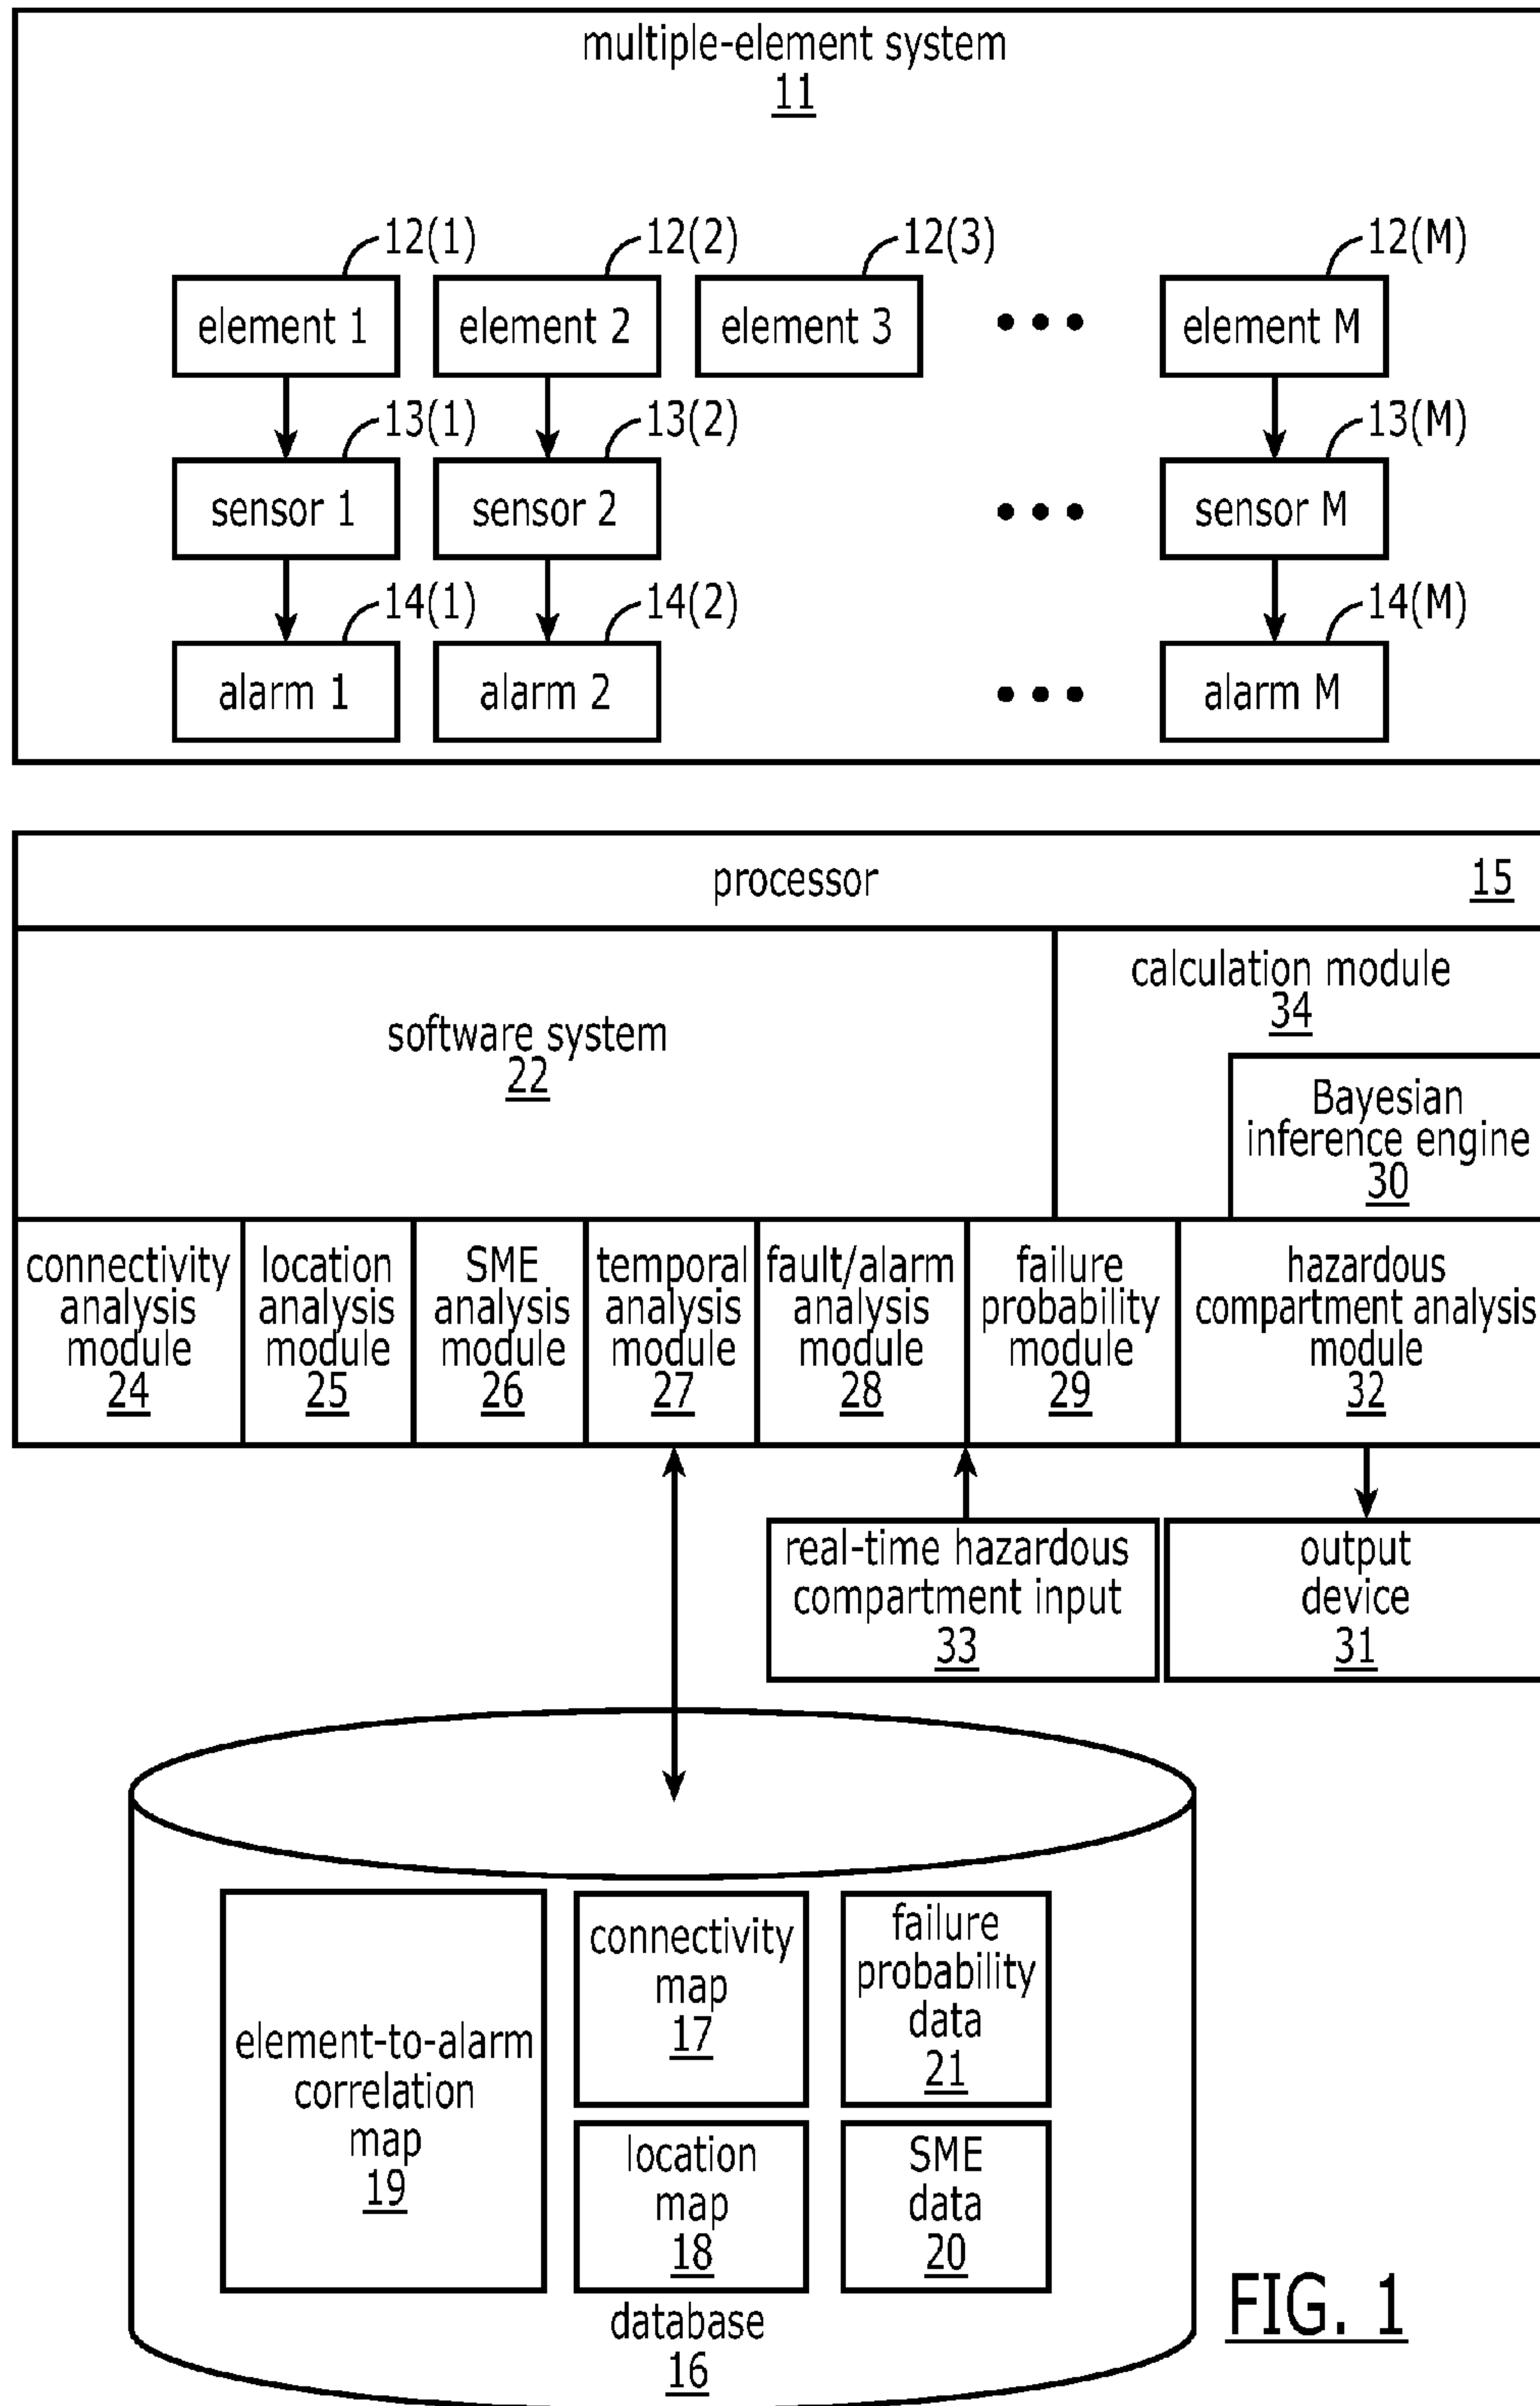 multiple-element system
11
12(1)
12(2)
12(3)
12(M)
element 1
element 2
element 3
element M
13(1)
13(2)
13(M)
sensor 1
sensor 2
sensor M
14(1)
14(2)
14(M)
alarm 1
alarm 2
alarm M
processor
15
software system
22
calculation module
34
Bayesian
inference engine
30
connectivity
analysis
module
24
location
analysis
module
25
SME
analysis
module
26
temporal
analysis
module
27
fault/alarm
analysis
module
28
failure
probability
module
29
hazardous
compartment analysis
module
32
real-time hazardous
compartment input
33
output
device
31
element-to-alarm
correlation
map
19
connectivity
map
17
failure
probability
data
21
location
map
18
SME
data
20
database
16
FIG. 1